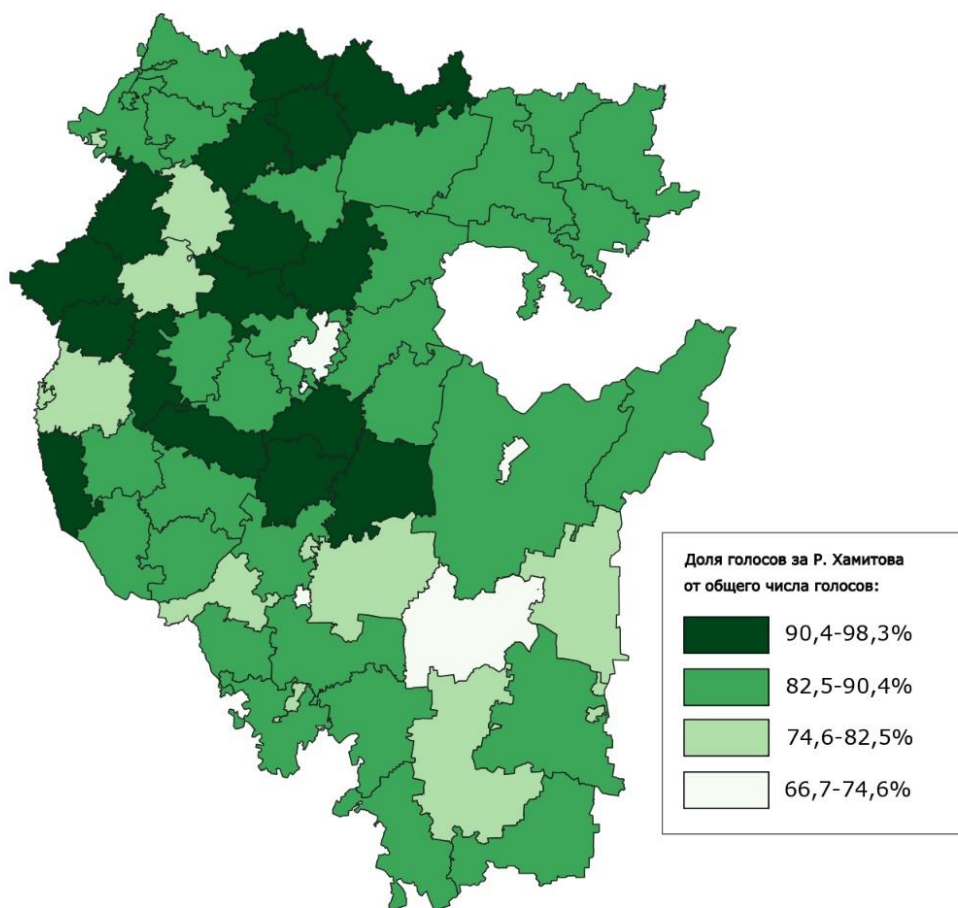 Доля голосов за Р. Хамитова
от общего числа голосов:
90,4-98,3%
82,5-90,4%
74,6-82,5%
66,7-74,6%